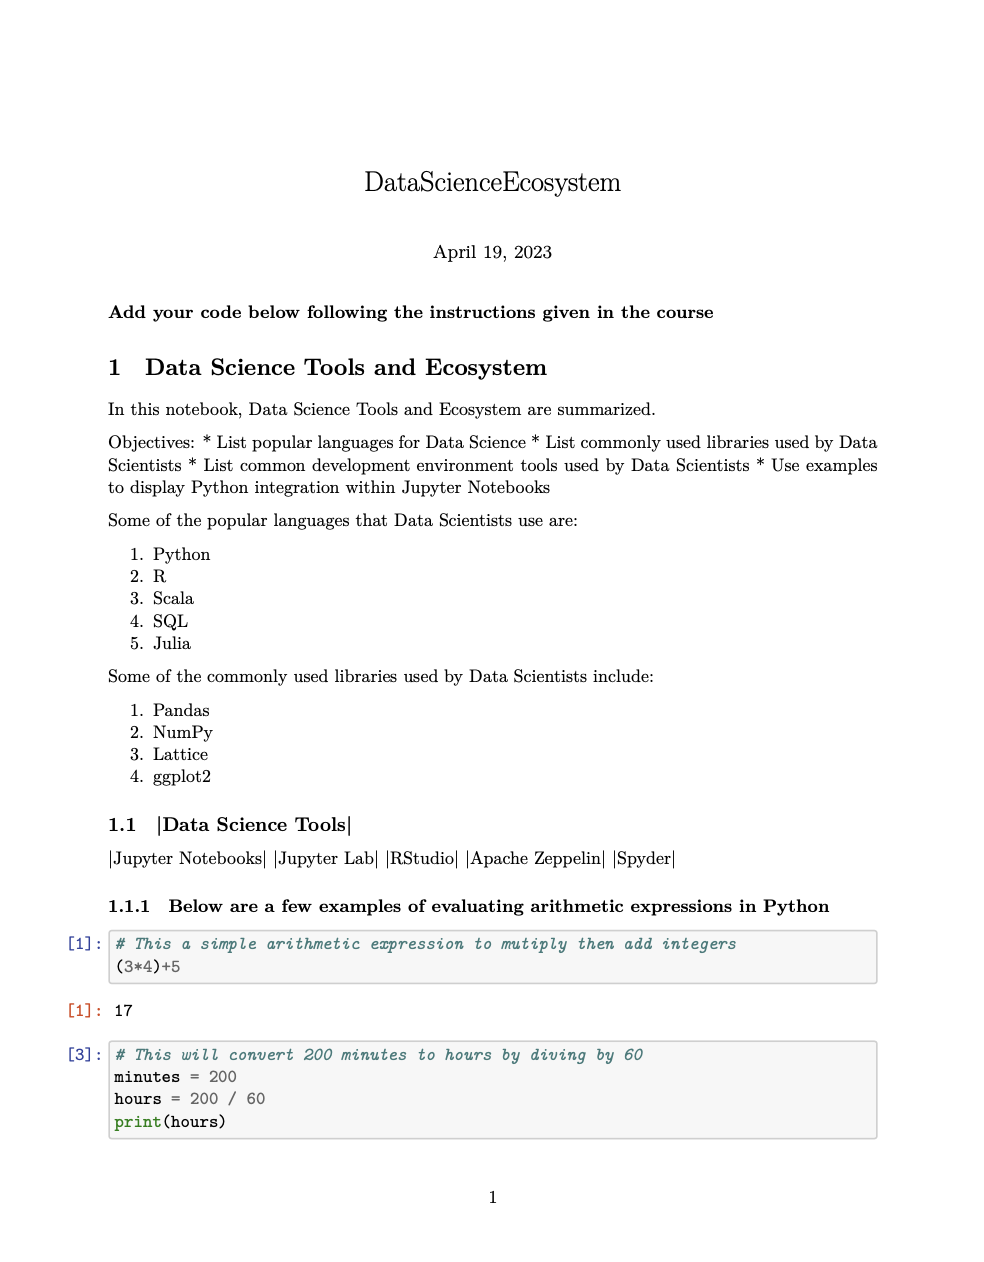 DataScienceEcosystem
April 19, 2023
Add your code below following the instructions given in the course
1 Data Science Tools and Ecosystem
In this notebook, Data Science Tools and Ecosystem are summarized.
Objectives: * List popular languages for Data Science * List commonly used libraries used by Data
Scientists * List common development environment tools used by Data Scientists * Use examples
to display Python integration within Jupyter Notebooks
Some of the popular languages that Data Scientists use are:
1. Python
2. R
3. Scala
4. SQL
5. Julia
Some of the commonly used libraries used by Data Scientists include:
1. Pandas
2. NumPy
3. Lattice
4. ggplot2
1.1 |Data Science Tools|
|Jupyter Notebooks| |Jupyter Lab| |RStudio| |Apache Zeppelin| |Spyder|
1.1.1 Below are a few examples of evaluating arithmetic expressions in Python
[1]: # This a simple arithmetic expression to mutiply then add integers
(3*4)+5
[1]: 17
[3]: # This will convert 200 minutes to hours by diving by 60
minutes = 200
hours = 200 / 60
print(hours)
1